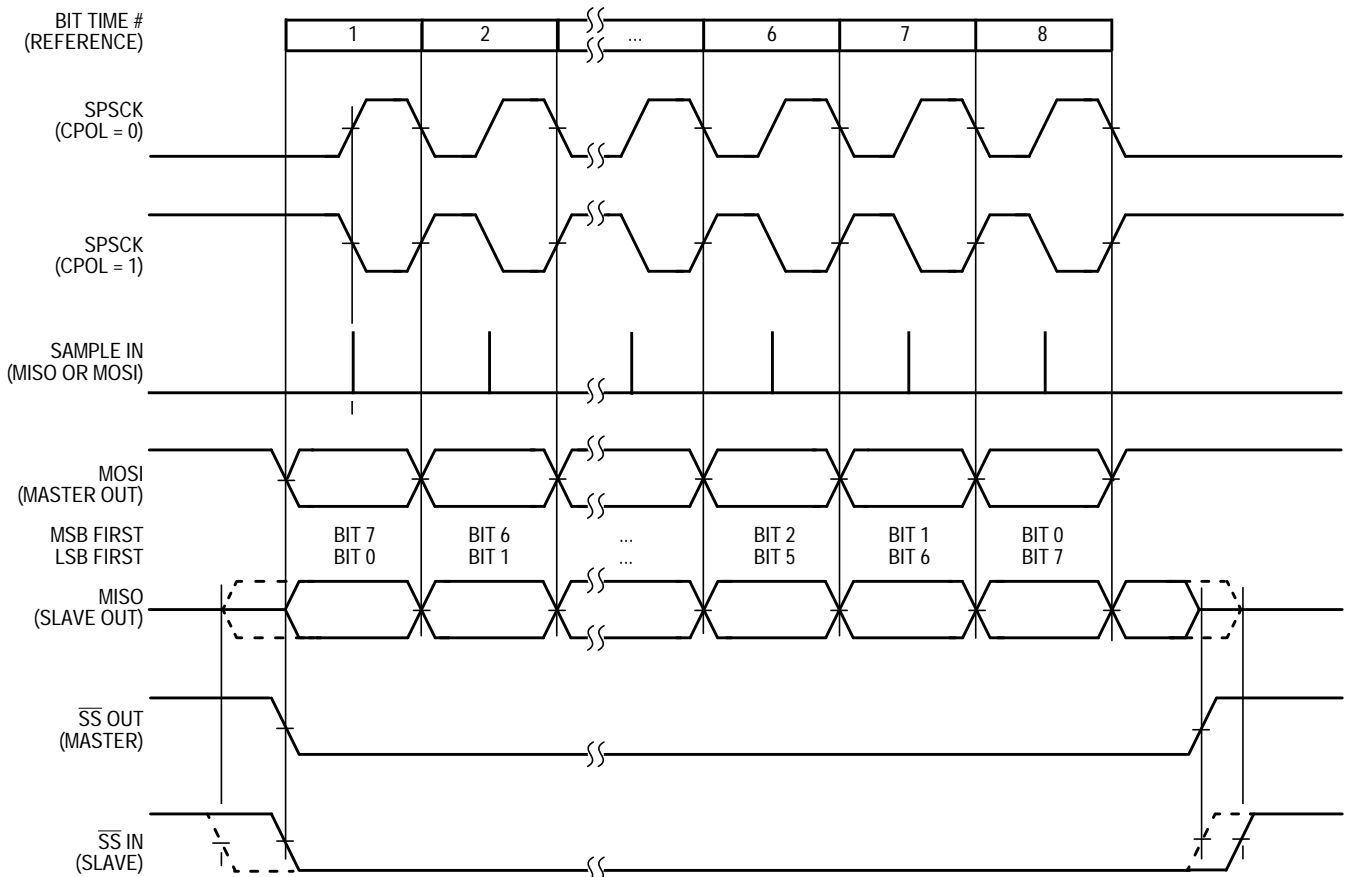 BIT TIME #
(REFERENCE)
1 2 ... 6 7 8
SPSCK
(CPOL = 0)
SPSCK
(CPOL = 1)
SAMPLE IN
(MISO OR MOSI)
MOSI
(MASTER OUT)
MSB FIRST BIT 7 BIT 6 ... BIT 2 BIT 1 BIT 0
LSB FIRST BIT 0 BIT 1 ... BIT 5 BIT 6 BIT 7
MISO
(SLAVE OUT)
S̅S̅ OUT
(MASTER)
S̅S̅ IN
(SLAVE)